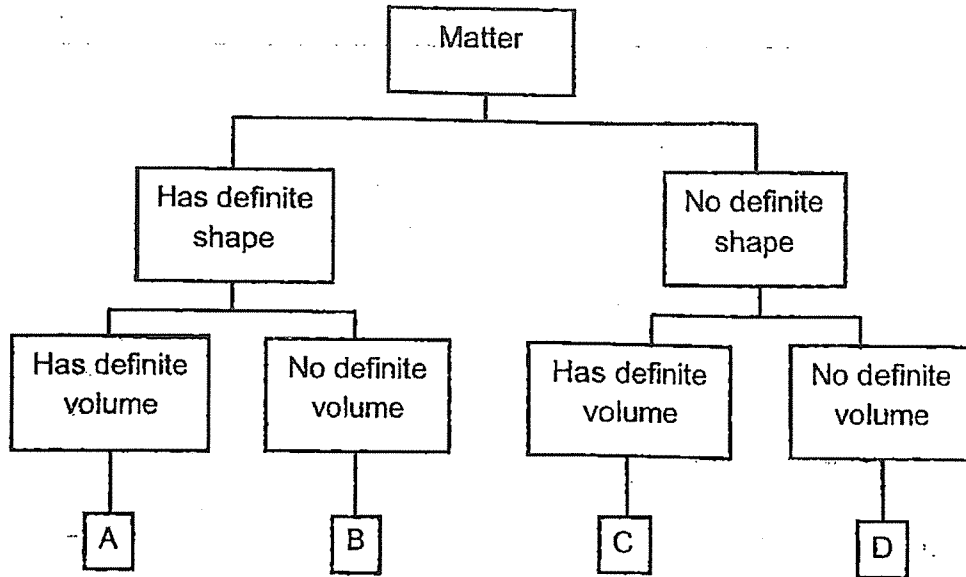 Matter
Has definite
shape
No definite
shape
Has definite
volume
No definite
volume
Has definite
volume
No definite
volume
A
B
C
D